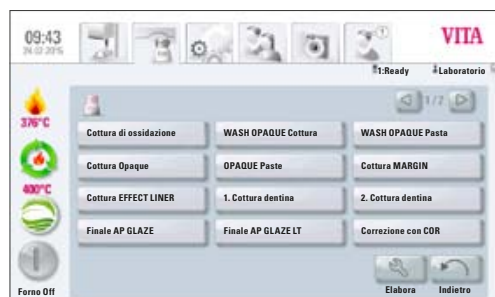 09:43
24.02.2015
VITA
1:Ready
Laboratorio
376°C
1/2
Cottura di ossidazione
WASH OPAQUE Cottura
WASH OPAQUE Pasta
Cottura Opaque
OPAQUE Paste
Cottura MARGIN
400°C
Cottura EFFECT LINER
1. Cottura dentina
2. Cottura dentina
Finale AP GLAZE
Finale AP GLAZE LT
Correzione con COR
Forno Off
Elabora
Indietro